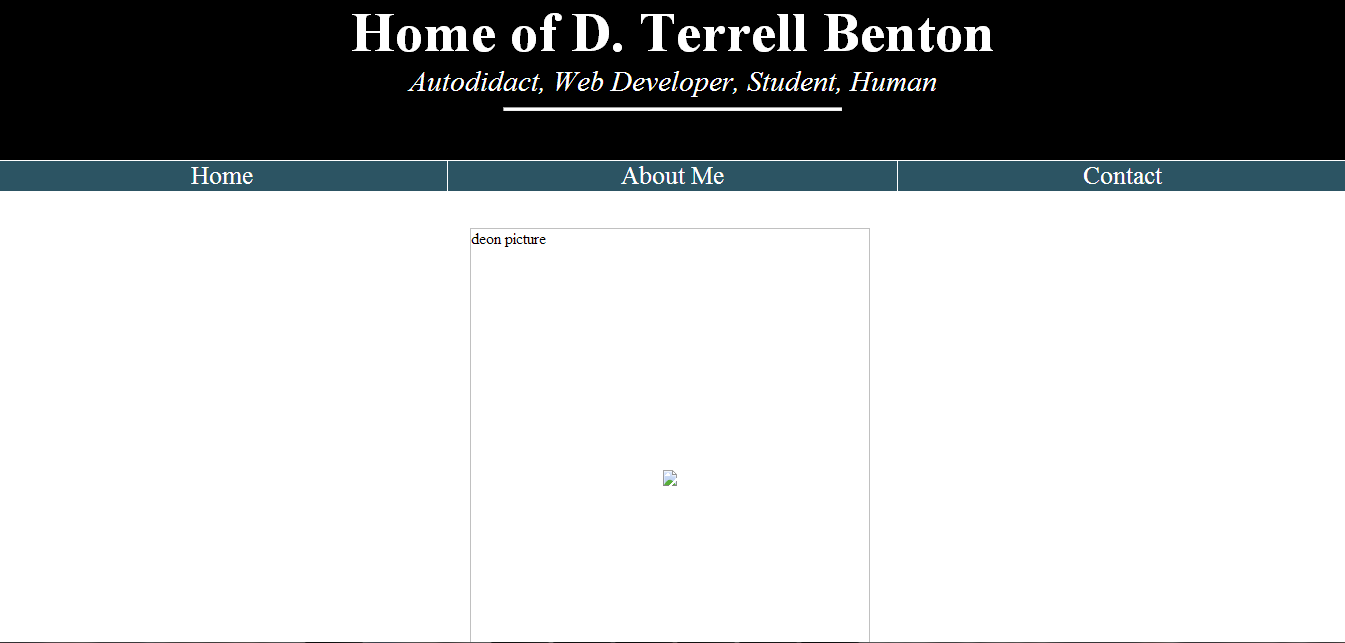 Home of D. Terrell Benton
Autodidact, Web Developer, Student, Human
Home
About Me
Contact
deon picture